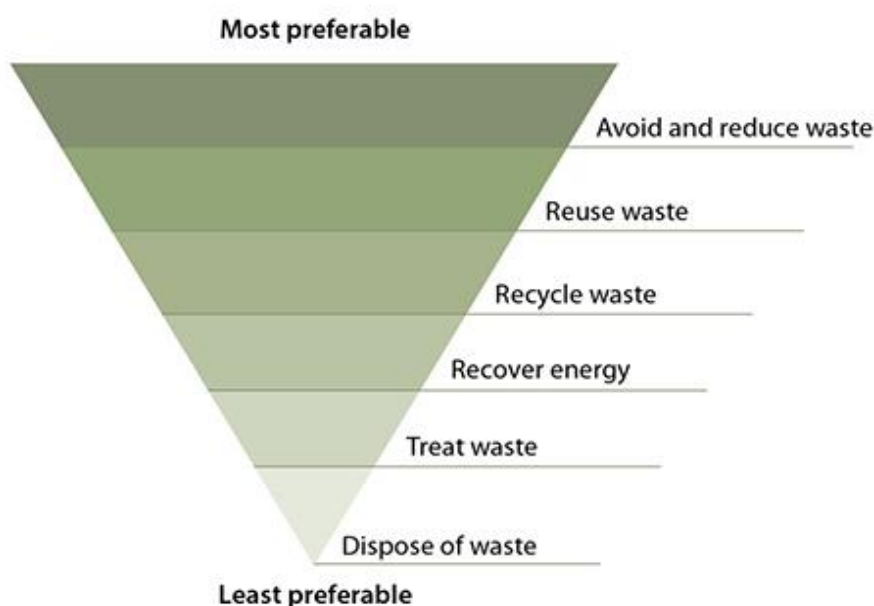 Most preferable
Avoid and reduce waste
Reuse waste
Recycle waste
Recover energy
Treat waste
Dispose of waste
Least preferable